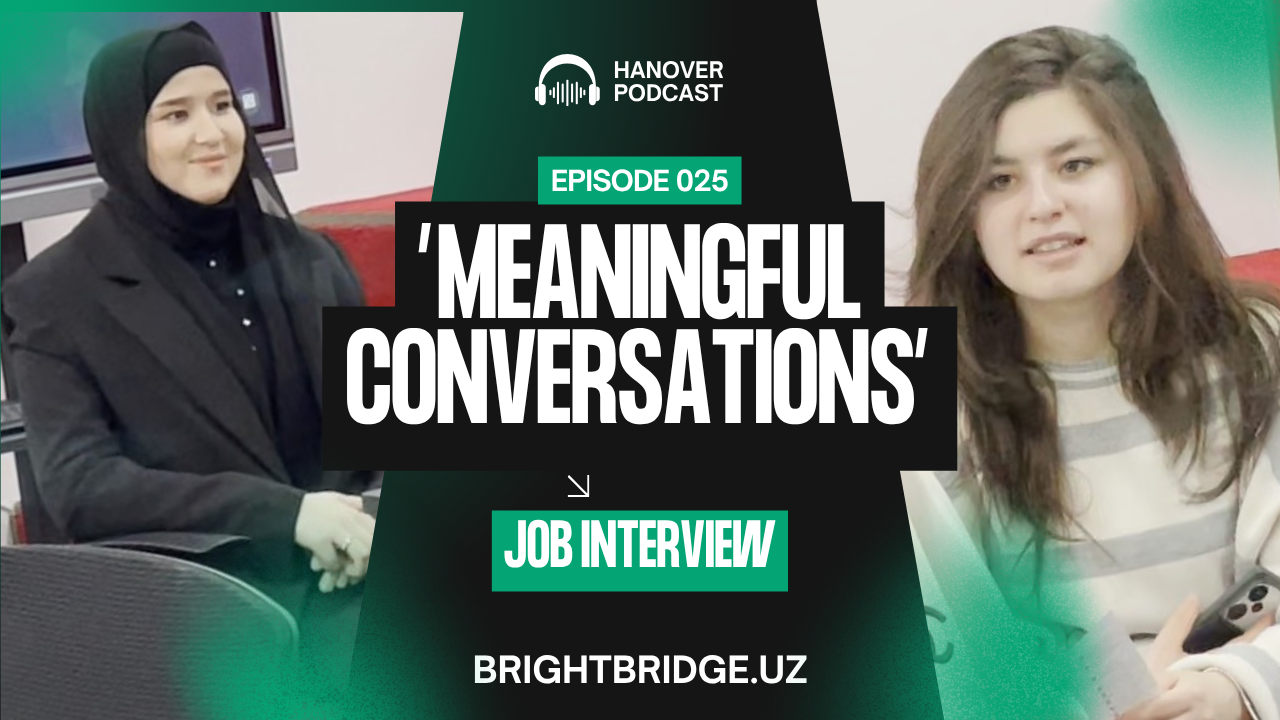 HANOVER
PODCAST
EPISODE 025
'MEANINGFUL
CONVERSATIONS'
JOB INTERVIEW
BRIGHTBRIDGE.UZ